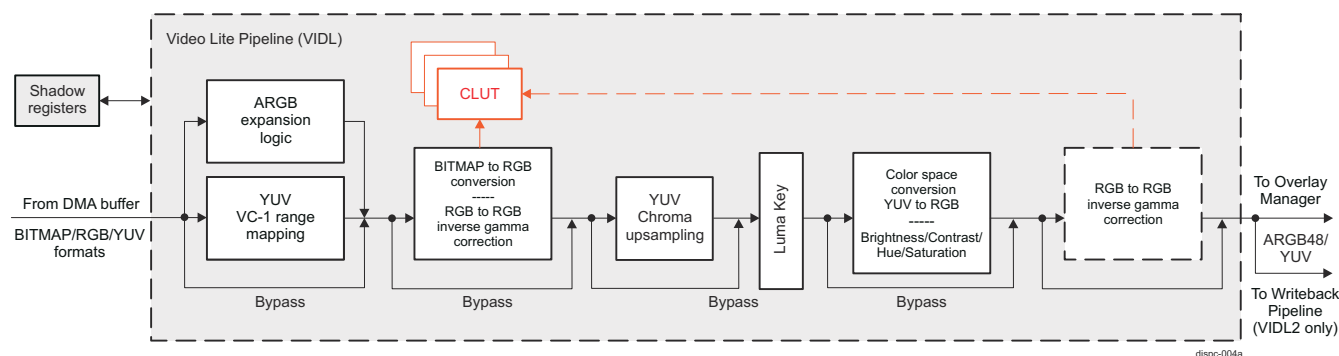 Video Lite Pipeline (VIDL)
Shadow
registers
ARGB
expansion
logic
CLUT
From DMA buffer
BITMAP/RGB/YUV
formats
YUV
VC-1 range
mapping
Bypass
BITMAP to RGB
conversion
-----
RGB to RGB
inverse gamma
correction
Bypass
YUV
Chroma
upsampling
Bypass
Luma Key
Color space
conversion
YUV to RGB
-----
Brightness/Contrast/
Hue/Saturation
Bypass
RGB to RGB
inverse gamma
correction
To Overlay
Manager
ARGB48/
YUV
To Writeback
Pipeline
(VIDL2 only)
dispc-004a